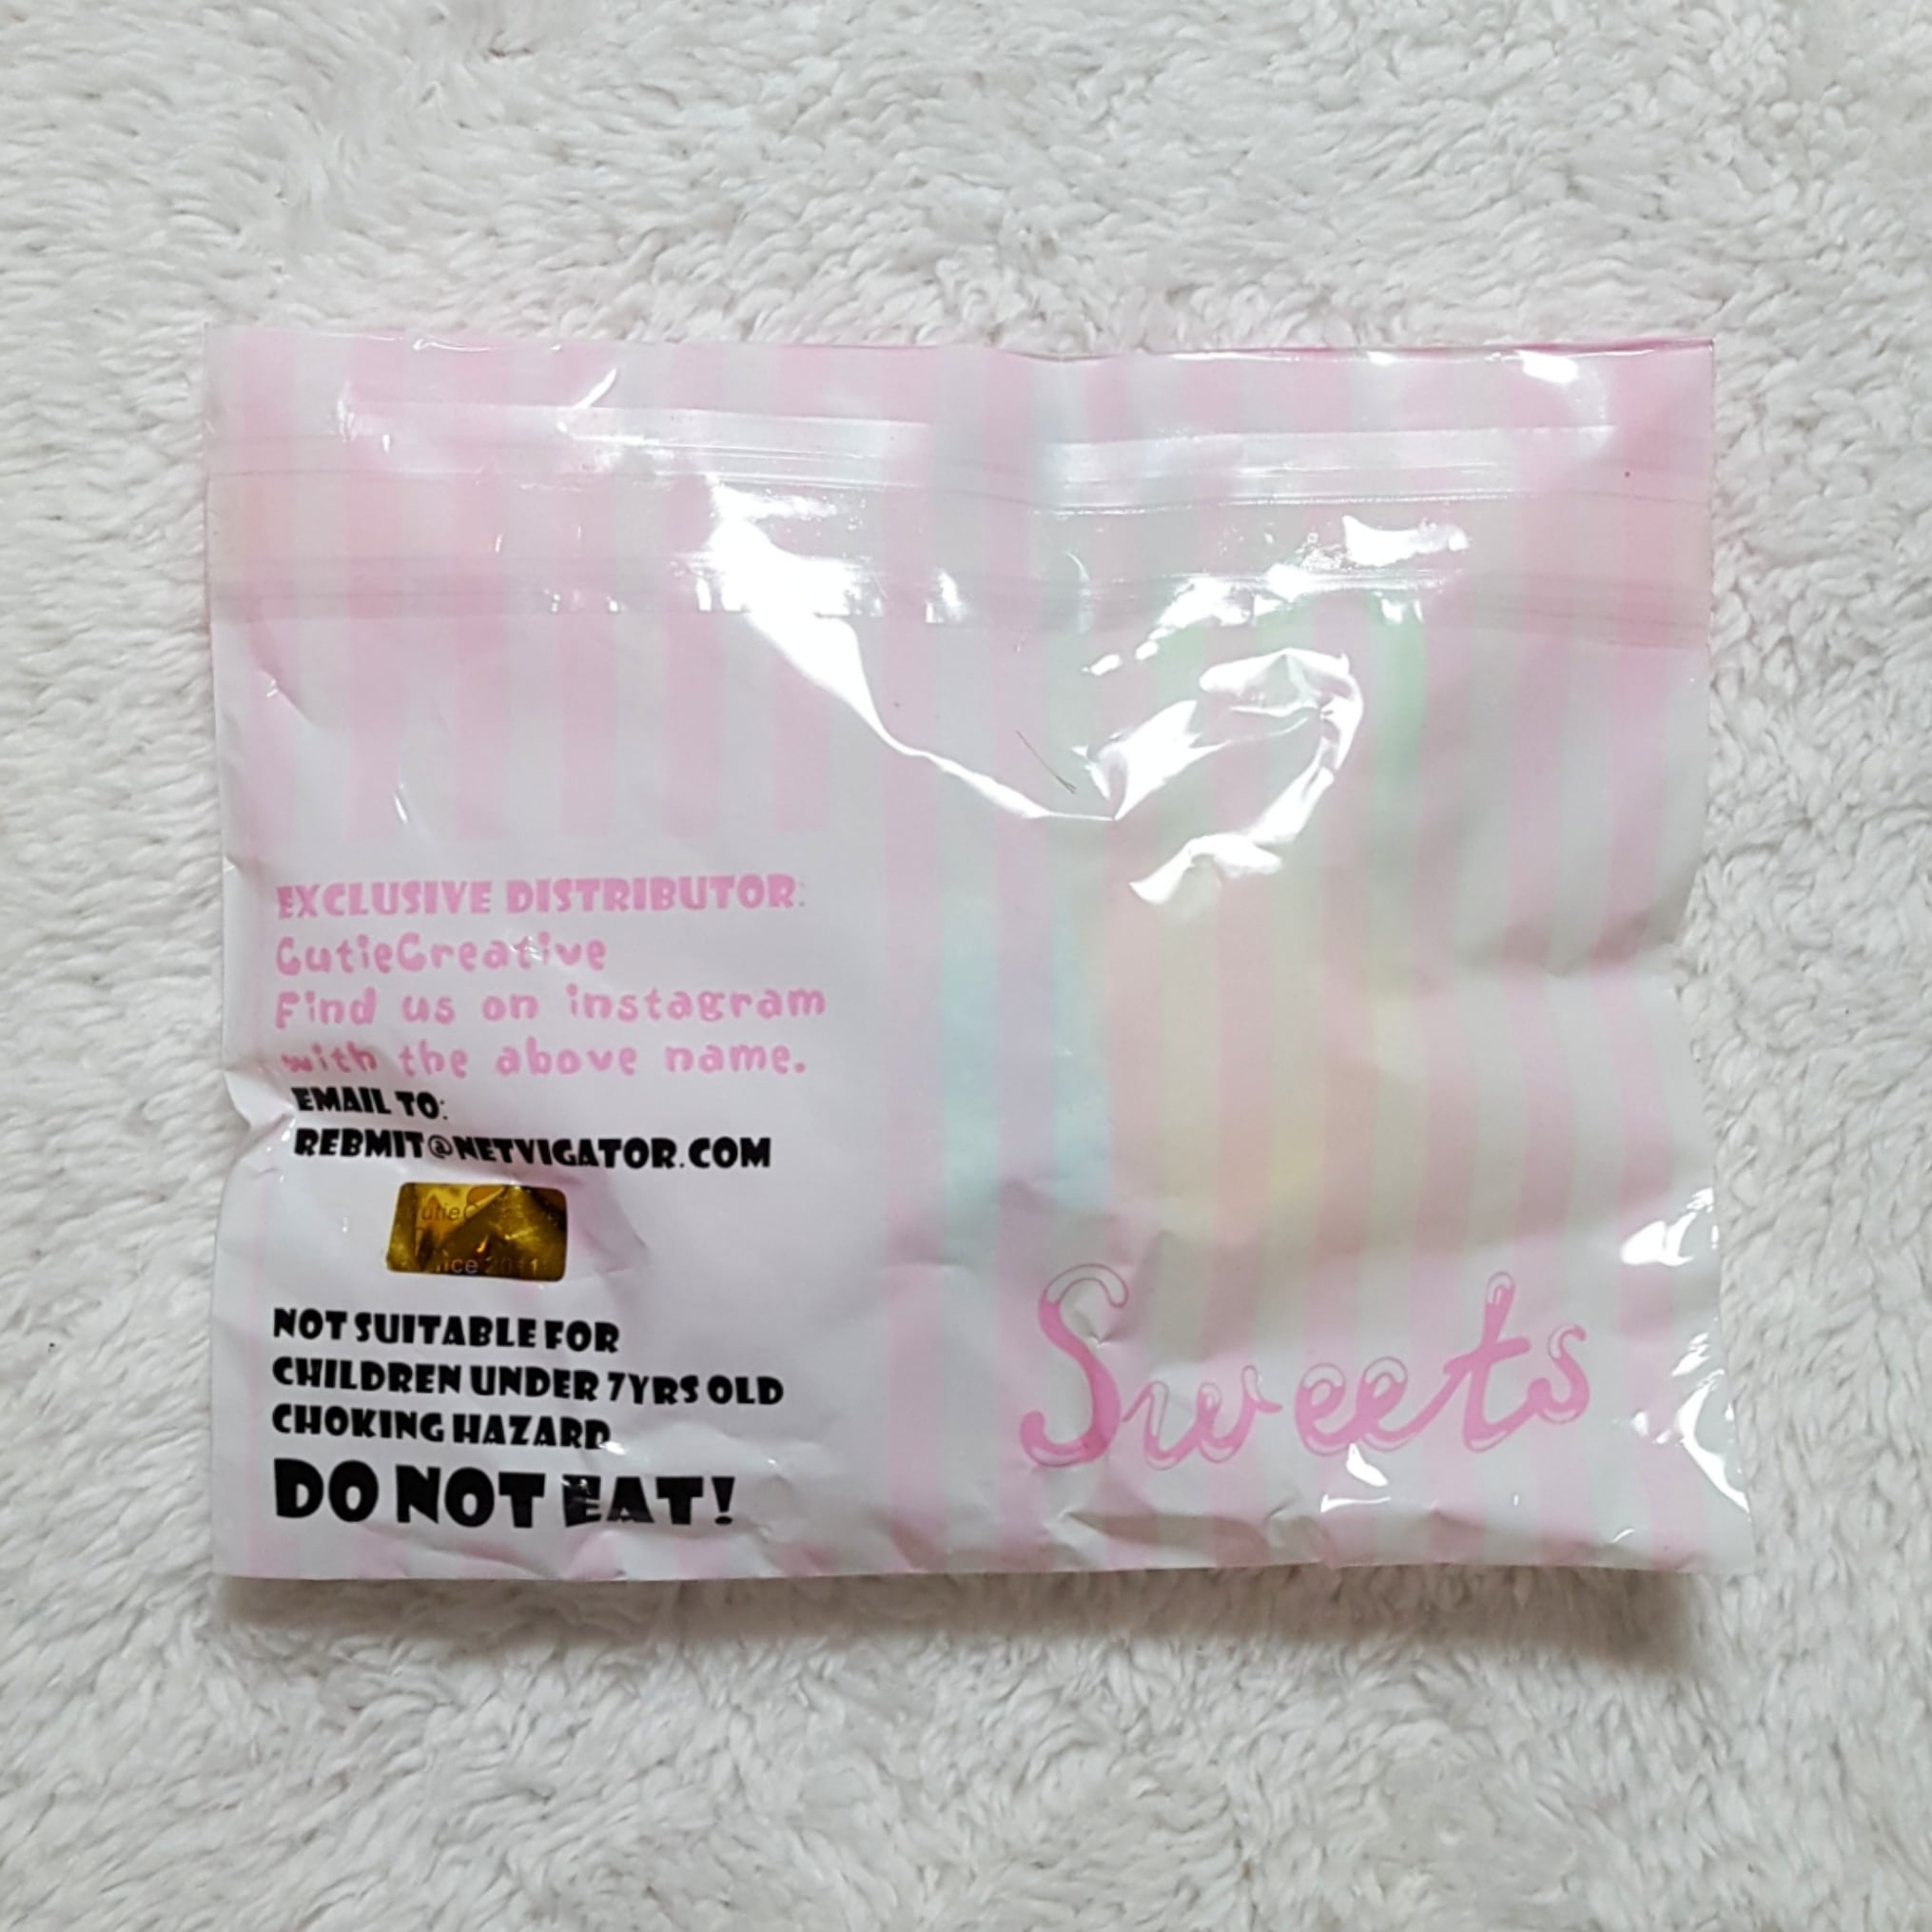 EXCLUSIVE DISTRIBUTOR:
CutieCreative
Find us on instagram
with the above name.
EMAIL TO:
REBMIT@NETVIGATOR.COM
2011
NOT SUITABLE FOR
CHILDREN UNDER 7YRS OLD
CHOKING HAZARD
DO NOT EAT!
Sweets